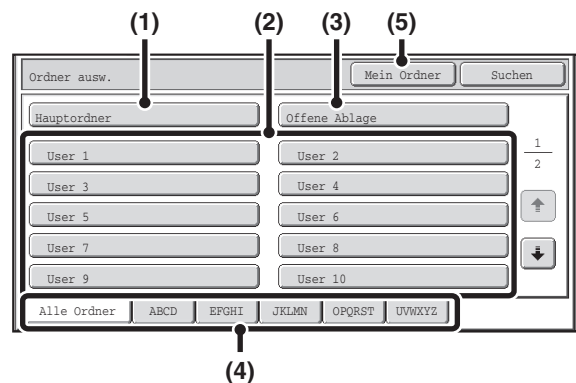 (1) (2) (3) (5)
Ordner ausw. Mein Ordner Suchen
Hauptordner Offene Ablage
User 1 User 2
1
2
User 3 User 4
User 5 User 6
User 7 User 8
User 9 User 10
Alle Ordner ABCD EFGHI JKLMN OPQRST UVWXYZ
(4)